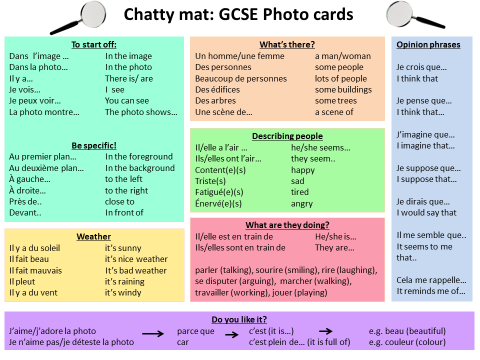 Chatty mat: GCSE Photo cards
To start off:
Dans l'image ... In the image
Dans la photo... In the photo
Il y a... There is/ are
Je vois... I see
Je peux voir... You can see
La photo montre... The photo shows...
Be specific!
Au premier plan... In the foreground
Au deuxième plan... In the background
À gauche... to the left
À droite... to the right
Près de.. close to
Devant.. In front of
Weather
Il y a du soleil it's sunny
Il fait beau it's nice weather
Il fait mauvais It's bad weather
Il pleut it's raining
Il y a du vent it's windy
What's there?
Un homme/une femme a man/woman
Des personnes some people
Beaucoup de personnes lots of people
Des édifices some buildings
Des arbres some trees
Une scène de... a scene of
Describing people
Il/elle a l'air ... he/she seems...
Ils/elles ont l'air... they seem..
Content(e)(s) happy
Triste(s) sad
Fatigué(e)(s) tired
Énervé(e)(s) angry
What are they doing?
Il/elle est en train de He/she is...
Ils/elles sont en train de They are...
parler (talking), sourire (smiling), rire (laughing),
se disputer (arguing), marcher (walking),
travailler (working), jouer (playing)
Opinion phrases
Je crois que...
I think that
Je pense que...
I think that
J'imagine que...
I imagine that...
Je suppose que...
I suppose that...
Je dirais que...
I would say that
Il me semble que..
It seems to me
that..
Cela me rappelle...
It reminds me of...
Do you like it?
J'aime/j'adore la photo parce que c'est (it is...) e.g. beau (beautiful)
Je n'aime pas/je déteste la photo car c'est plein de... (it is full of) e.g. couleur (colour)